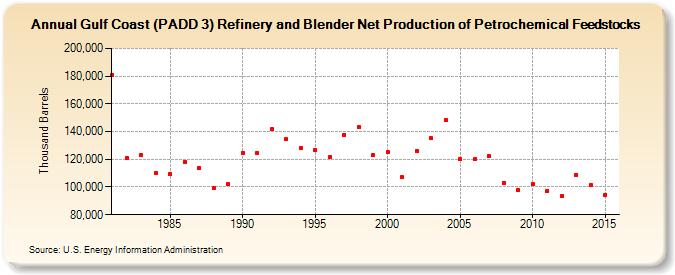 Annual Gulf Coast (PADD 3) Refinery and Blender Net Production of Petrochemical Feedstocks
Thousand Barrels
200,000
180,000
160,000
140,000
120,000
100,000
80,000
1985 1990 1995 2000 2005 2010 2015
Source: U.S. Energy Information Administration